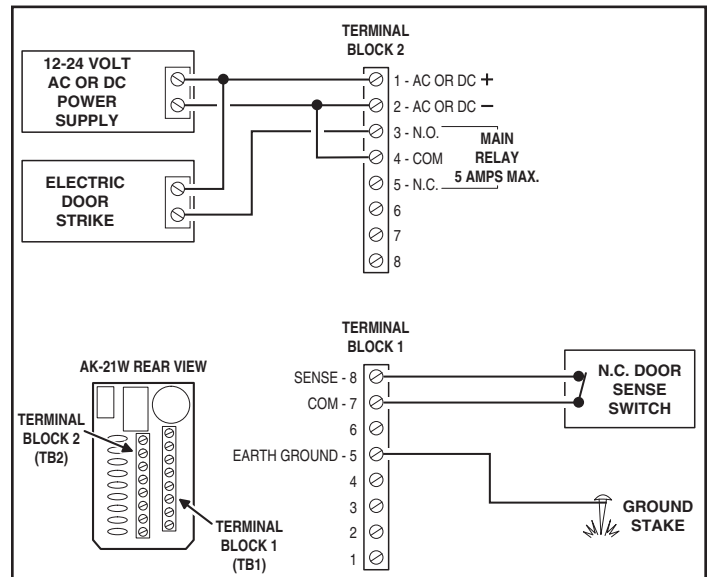 TERMINAL
BLOCK 2
12-24 VOLT
AC OR DC
POWER
SUPPLY
1 - AC OR DC +
2 - AC OR DC −
3 - N.O.
4 - COM
5 - N.C.
6
7
8
MAIN
RELAY
5 AMPS MAX.
ELECTRIC
DOOR
STRIKE
TERMINAL
BLOCK 1
SENSE - 8
COM - 7
6
EARTH GROUND - 5
4
3
2
1
N.C. DOOR
SENSE
SWITCH
GROUND
STAKE
AK-21W REAR VIEW
TERMINAL
BLOCK 2
(TB2)
TERMINAL
BLOCK 1
(TB1)